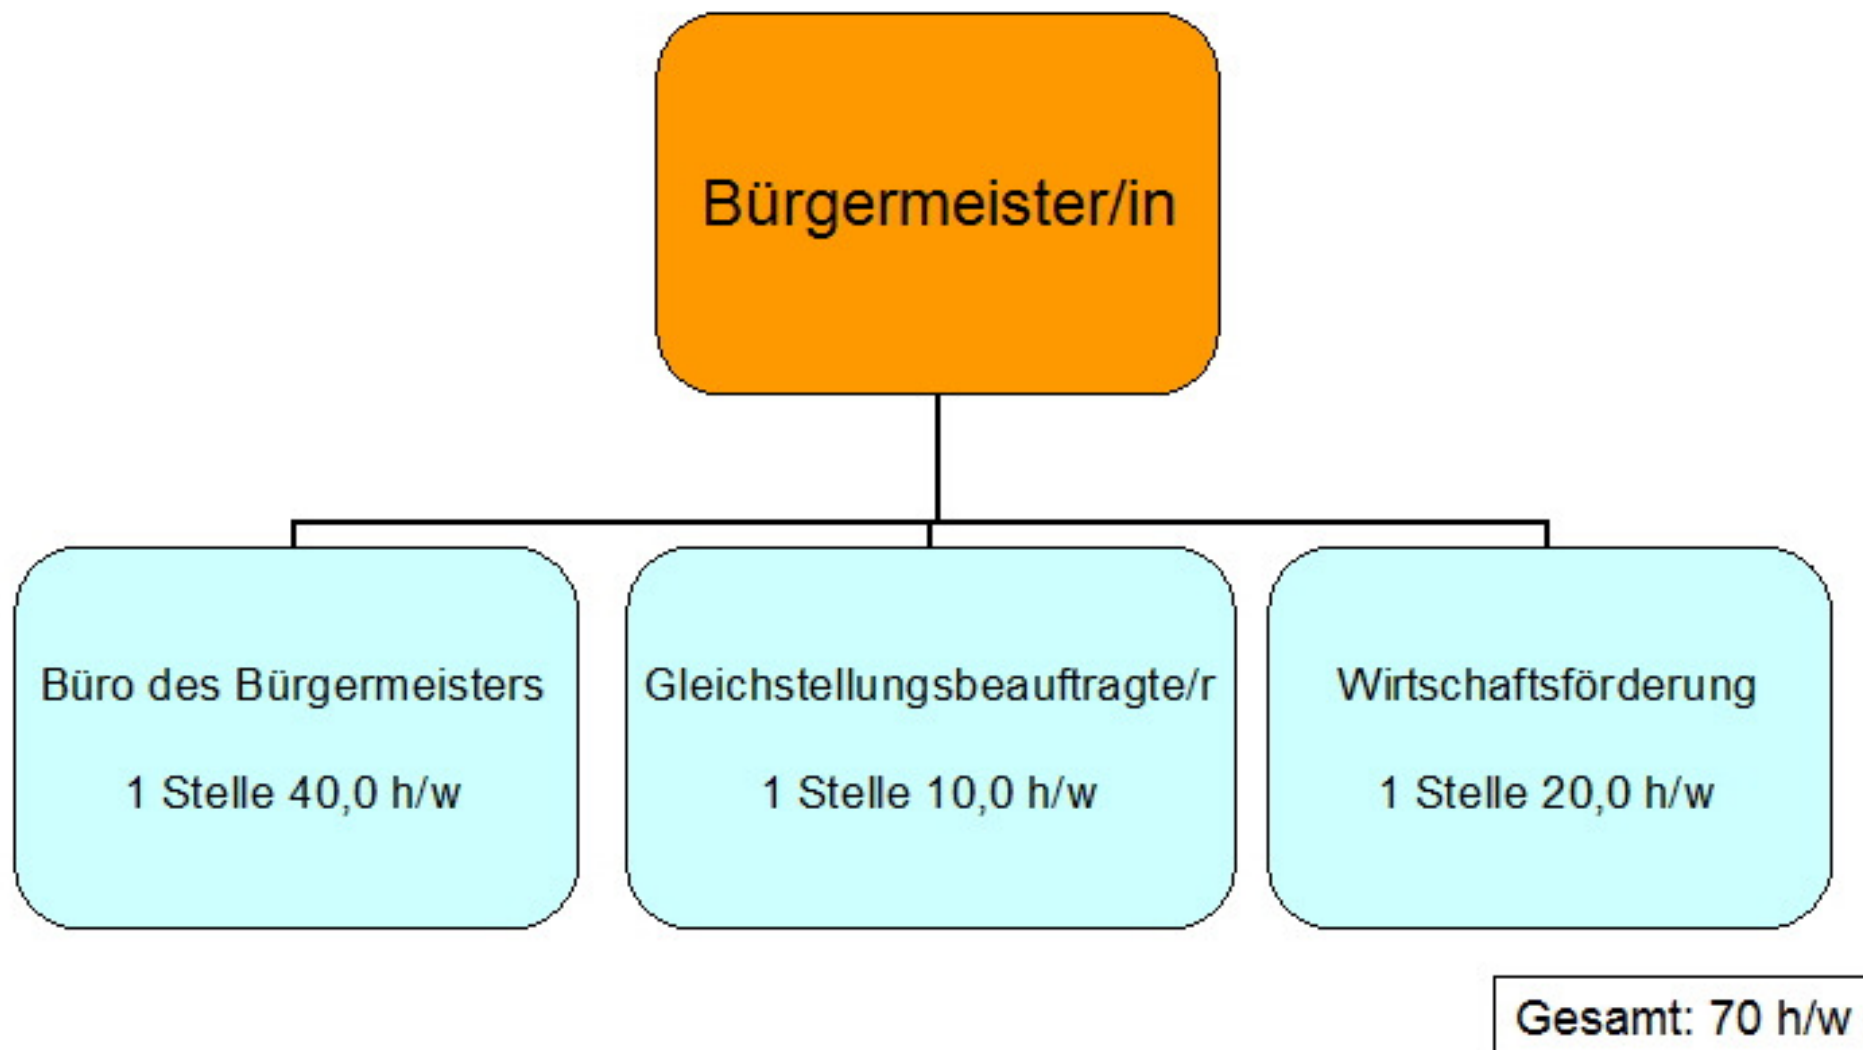 Bürgermeister/in
Büro des Bürgermeisters
1 Stelle 40,0 h/w
Gleichstellungsbeauftragte/r
1 Stelle 10,0 h/w
Wirtschaftsförderung
1 Stelle 20,0 h/w
Gesamt: 70 h/w